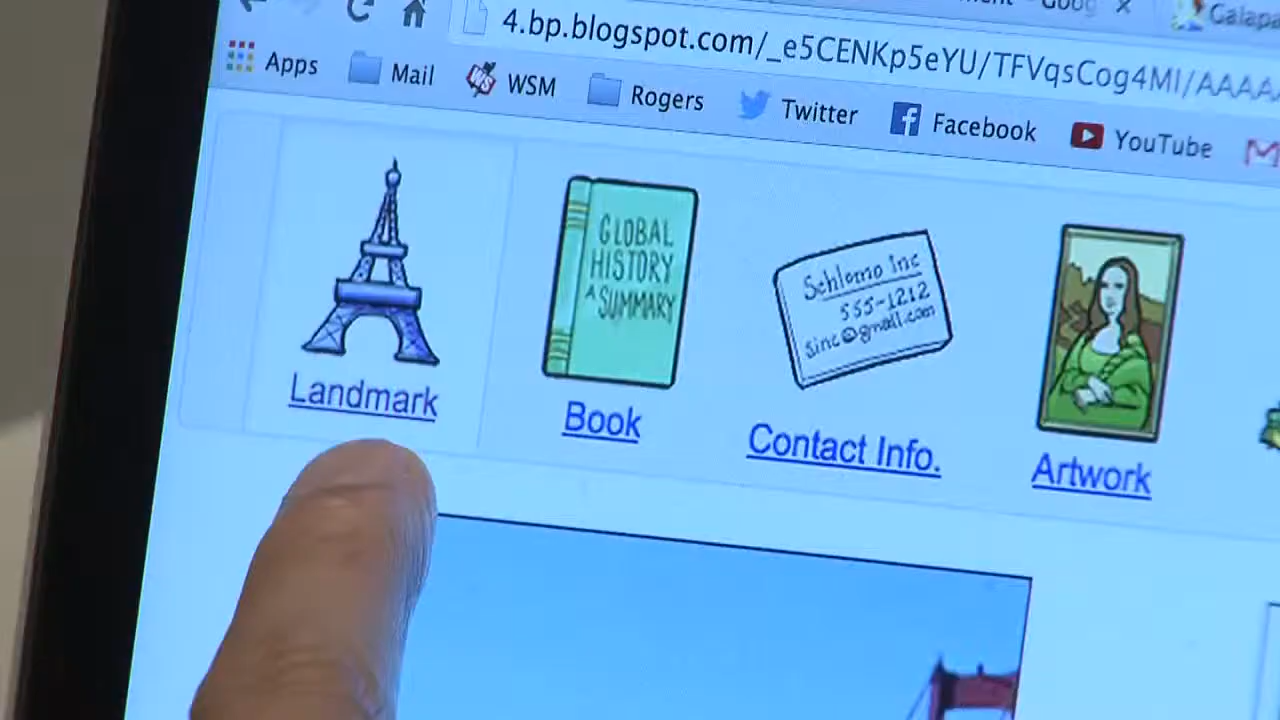 4.bp.blogspot.com/_e5CENKp5eYU/TFVqsCog4MI/AAAA
Apps Mail WSM Rogers Twitter Facebook YouTube
GLOBAL
HISTORY
A SUMMARY
Schlomo Inc
555-1212
sinc@gmail.com
Landmark
Book
Contact Info.
Artwork